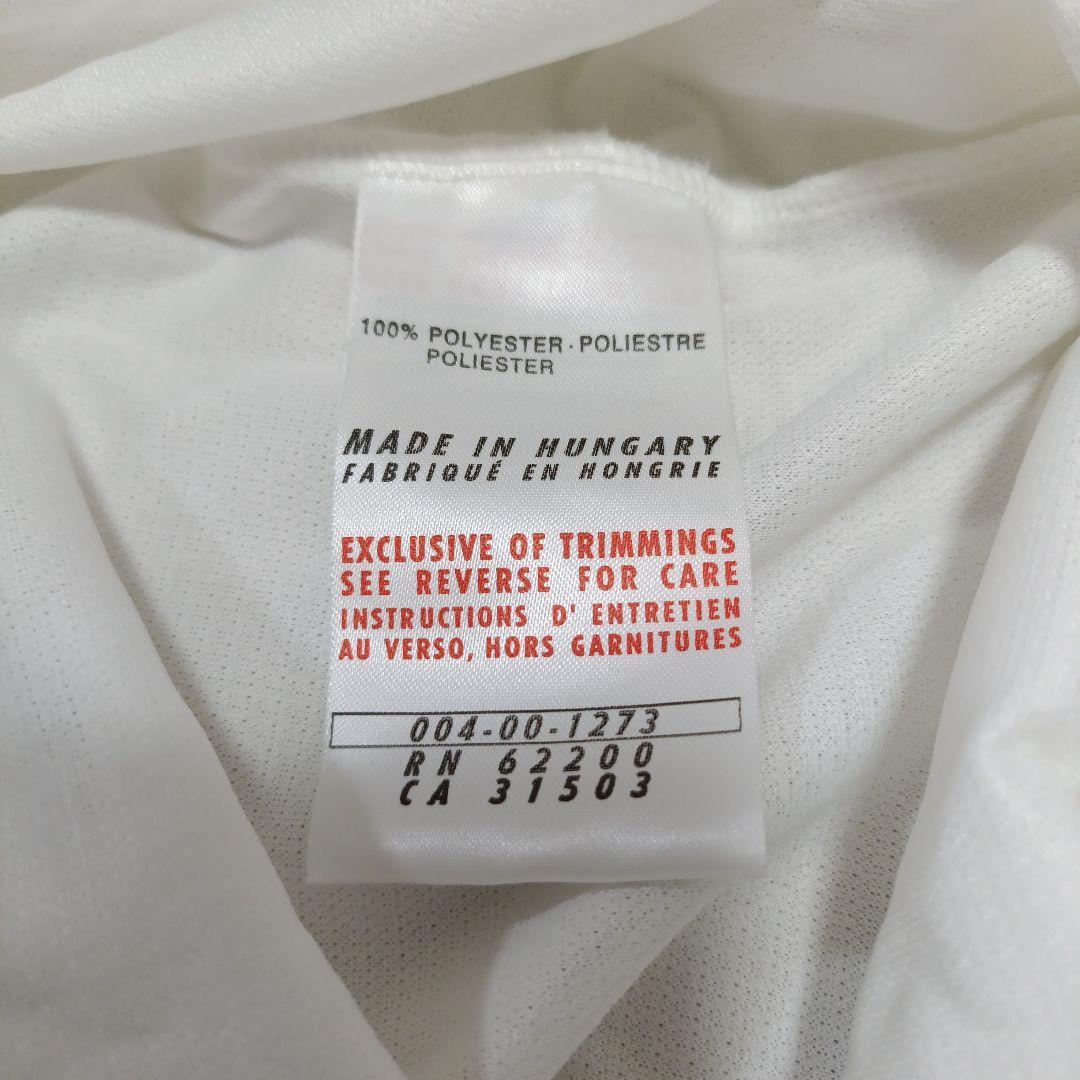 100% POLYESTER · POLIESTRE
POLIESTER
MADE IN HUNGARY
FABRIQUÉ EN HONGRIE
EXCLUSIVE OF TRIMMINGS
SEE REVERSE FOR CARE
INSTRUCTIONS D' ENTRETIEN
AU VERSO, HORS GARNITURES
004-00-1273
RN 62200
CA 31503